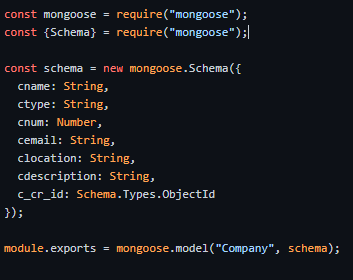 const mongoose = require("mongoose");
const {Schema} = require("mongoose");
const schema = new mongoose.Schema({
cname: String,
ctype: String,
cnum: Number,
cemail: String,
clocation: String,
cdescription: String,
c_cr_id: Schema.Types.ObjectId
});
module.exports = mongoose.model("Company", schema);